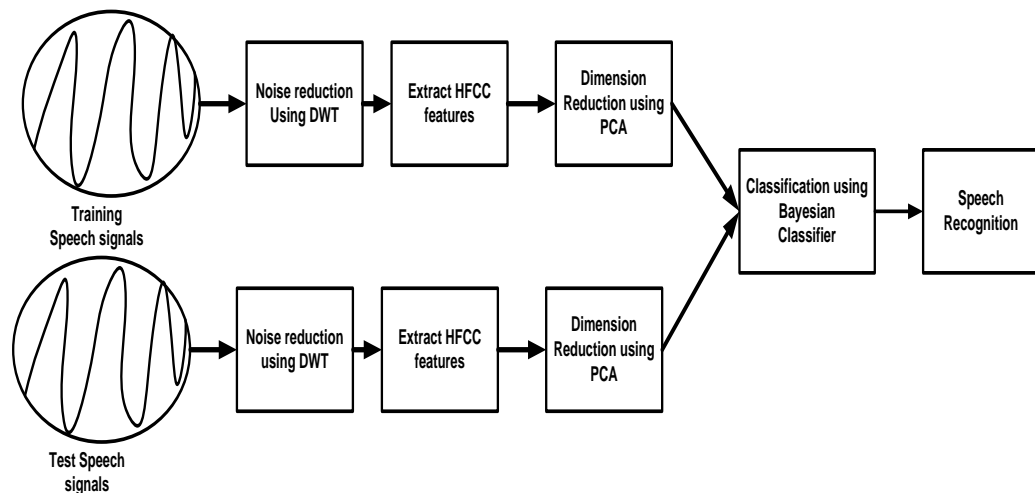 Noise reduction
Using DWT
Extract HFCC
features
Dimension
Reduction using
PCA
Training
Speech signals
Classification using
Bayesian
Classifier
Speech
Recognition
Noise reduction
using DWT
Extract HFCC
features
Dimension
Reduction using
PCA
Test Speech
signals